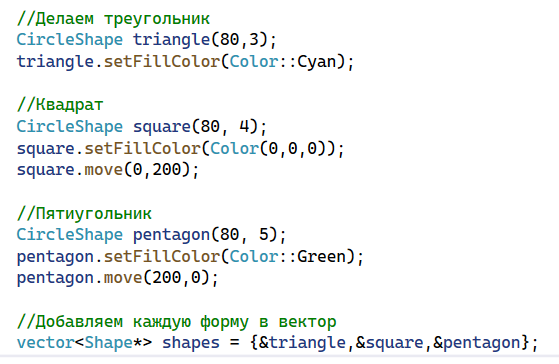 //Делаем треугольник
CircleShape triangle(80,3);
triangle.setFillColor(Color::Cyan);
//Квадрат
CircleShape square(80, 4);
square.setFillColor(Color(0,0,0));
square.move(0,200);
//Пятиугольник
CircleShape pentagon(80, 5);
pentagon.setFillColor(Color::Green);
pentagon.move(200,0);
//Добавляем каждую форму в вектор
vector<Shape*> shapes = {&triangle,&square,&pentagon};